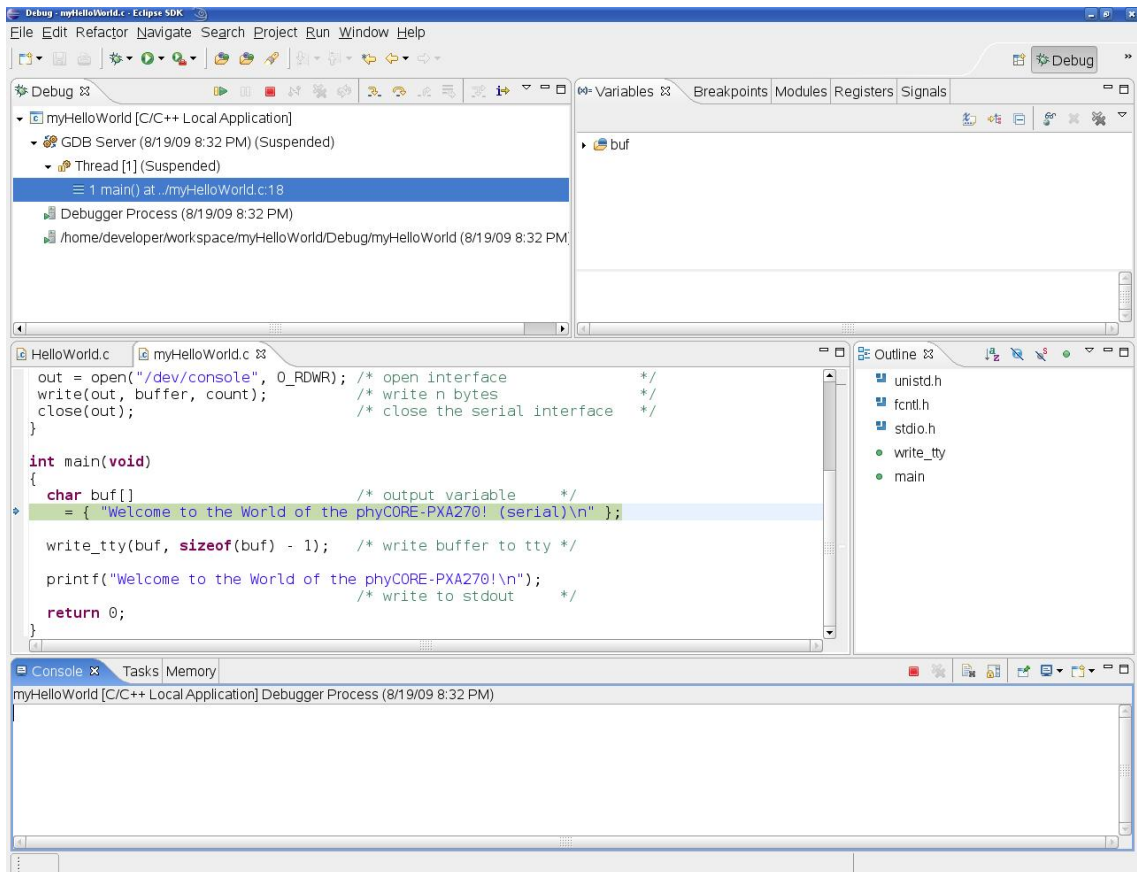 Debug - myHelloWorld.c - Eclipse SDK
File Edit Refactor Navigate Search Project Run Window Help
Debug
Debug
myHelloWorld [C/C++ Local Application]
GDB Server (8/19/09 8:32 PM) (Suspended)
Thread [1] (Suspended)
1 main() at ../myHelloWorld.c:18
Debugger Process (8/19/09 8:32 PM)
/home/developer/workspace/myHelloWorld/Debug/myHelloWorld (8/19/09 8:32 PM)
Variables Breakpoints Modules Registers Signals
buf
HelloWorld.c myHelloWorld.c
out = open("/dev/console", O_RDWR); /* open interface */
write(out, buffer, count); /* write n bytes */
close(out); /* close the serial interface */
}
int main(void)
{
char buf[] /* output variable */
= { "Welcome to the World of the phyCORE-PXA270! (serial)\n" };
write_tty(buf, sizeof(buf) - 1); /* write buffer to tty */
printf("Welcome to the World of the phyCORE-PXA270!\n");
/* write to stdout */
return 0;
}
Outline
unistd.h
fcntl.h
stdio.h
write_tty
main
Console Tasks Memory
myHelloWorld [C/C++ Local Application] Debugger Process (8/19/09 8:32 PM)